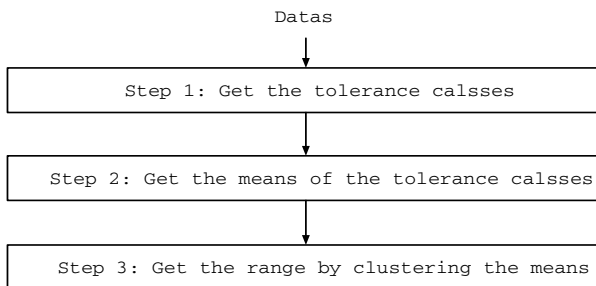 Datas
Step 1: Get the tolerance calsses
Step 2: Get the means of the tolerance calsses
Step 3: Get the range by clustering the means